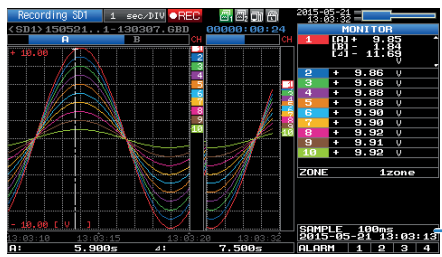 Recording SD1 1 sec/DIV ●REC 2015-05-21
13:03:32
<SD1>150521..1-130307.GBD 00000:00:24 MONITOR
A B CH CH
+ 10.00
- 10.00 [ V ]
1
2
3
4
5
6
7
8
9
10
1 [A]+ 9.85
[B]- 1.84
[⊿]- 11.69
V
2 + 9.86 V
3 + 9.86 V
4 + 9.88 V
5 + 9.88 V
6 + 9.90 V
7 + 9.90 V
8 + 9.92 V
9 + 9.91 V
10 + 9.92 V
ZONE 1zone
13:03:10 13:03:15 13:03:20 13:03:32
A: 5.900s ⊿: 7.500s
SAMPLE 100ms
2015-05-21 13:03:13
ALARM 1 2 3 4